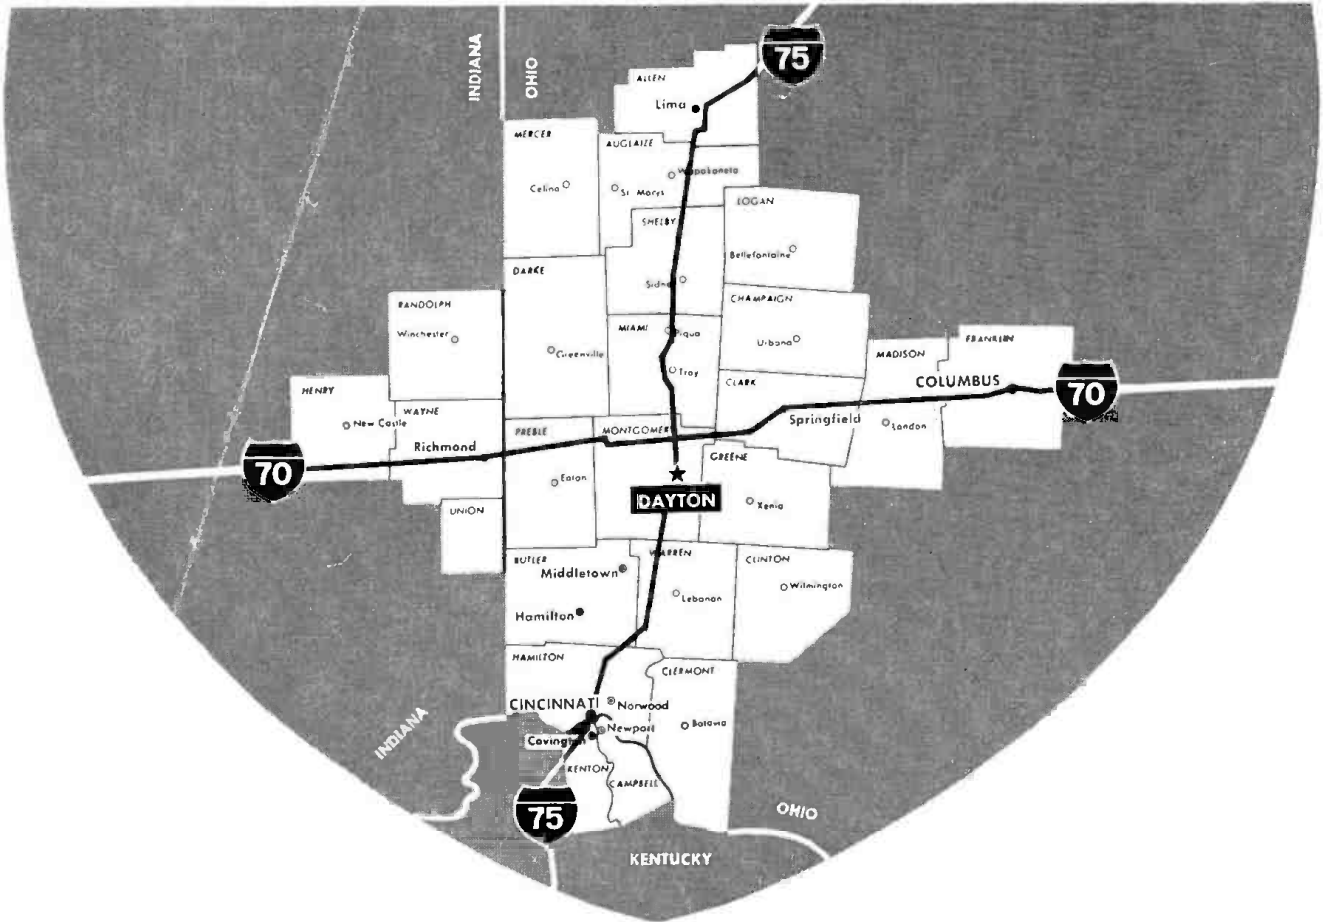 INDIANA
OHIO
75
ALLEN
Lima
MERCER
AUGLAIZE
Celina
St. Marys
Wapakoneta
LOGAN
SHELBY
Bellefontaine
DARKE
Sidney
RANDOLPH
CHAMPAIGN
Winchester
MIAMI
Piqua
Urbana
FRANKLIN
Greenville
MADISON
Troy
HENRY
CLARK
COLUMBUS
70
WAYNE
New Castle
Springfield
London
PREBLE
MONTGOMERY
Richmond
GREENE
70
Eaton
DAYTON
Xenia
UNION
BUTLER
WARREN
CLINTON
Middletown
Wilmington
Lebanon
Hamilton
HAMILTON
CLERMONT
CINCINNATI
Norwood
Newport
Batavia
INDIANA
Covington
KENTON
CAMPBELL
75
OHIO
KENTUCKY